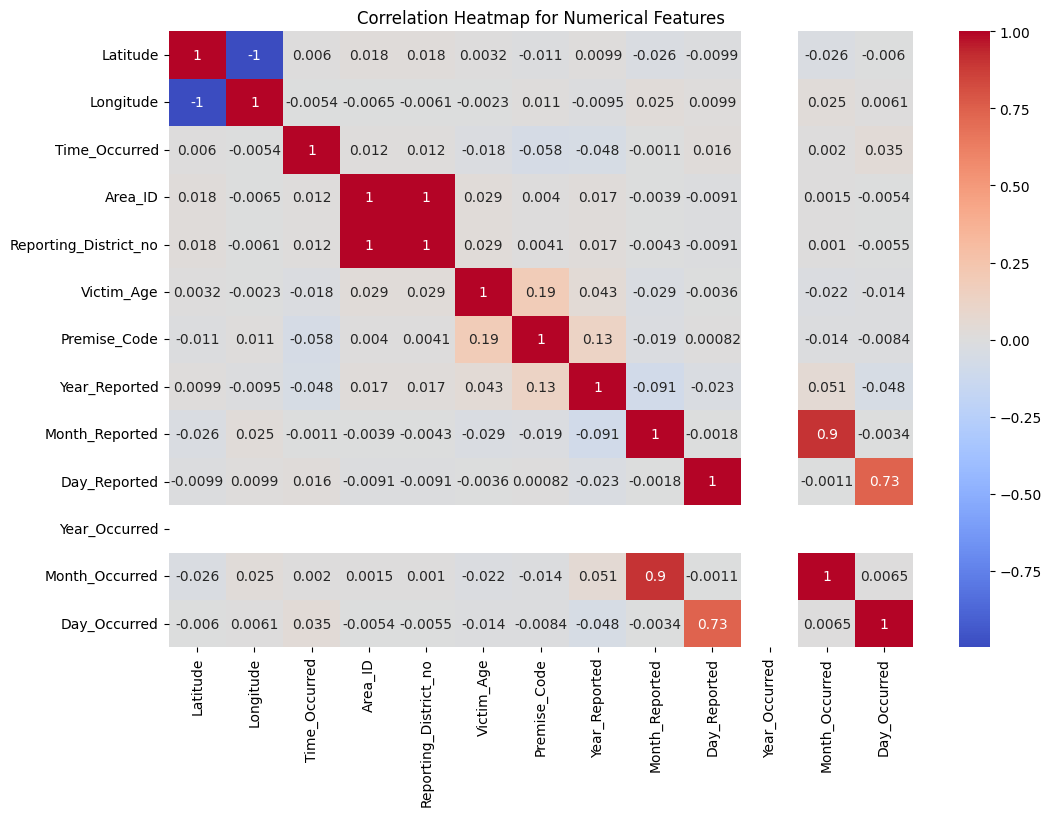 Correlation Heatmap for Numerical Features
Latitude 1 -1 0.006 0.018 0.018 0.0032 -0.011 0.0099 -0.026 -0.0099 -0.026 -0.006
Longitude -1 1 -0.0054 -0.0065 -0.0061 -0.0023 0.011 -0.0095 0.025 0.0099 0.025 0.0061
Time_Occurred 0.006 -0.0054 1 0.012 0.012 -0.018 -0.058 -0.048 -0.0011 0.016 0.002 0.035
Area_ID 0.018 -0.0065 0.012 1 1 0.029 0.004 0.017 -0.0039 -0.0091 0.0015 -0.0054
Reporting_District_no 0.018 -0.0061 0.012 1 1 0.029 0.0041 0.017 -0.0043 -0.0091 0.001 -0.0055
Victim_Age 0.0032 -0.0023 -0.018 0.029 0.029 1 0.19 0.043 -0.029 -0.0036 -0.022 -0.014
Premise_Code -0.011 0.011 -0.058 0.004 0.0041 0.19 1 0.13 -0.019 0.00082 -0.014 -0.0084
Year_Reported 0.0099 -0.0095 -0.048 0.017 0.017 0.043 0.13 1 -0.091 -0.023 0.051 -0.048
Month_Reported -0.026 0.025 -0.0011 -0.0039 -0.0043 -0.029 -0.019 -0.091 1 -0.0018 0.9 -0.0034
Day_Reported -0.0099 0.0099 0.016 -0.0091 -0.0091 -0.0036 0.00082 -0.023 -0.0018 1 -0.0011 0.73
Year_Occurred
Month_Occurred -0.026 0.025 0.002 0.0015 0.001 -0.022 -0.014 0.051 0.9 -0.0011 1 0.0065
Day_Occurred -0.006 0.0061 0.035 -0.0054 -0.0055 -0.014 -0.0084 -0.048 -0.0034 0.73 0.0065 1
Latitude
Longitude
Time_Occurred
Area_ID
Reporting_District_no
Victim_Age
Premise_Code
Year_Reported
Month_Reported
Day_Reported
Year_Occurred
Month_Occurred
Day_Occurred
1.00
0.75
0.50
0.25
0.00
−0.25
−0.50
−0.75